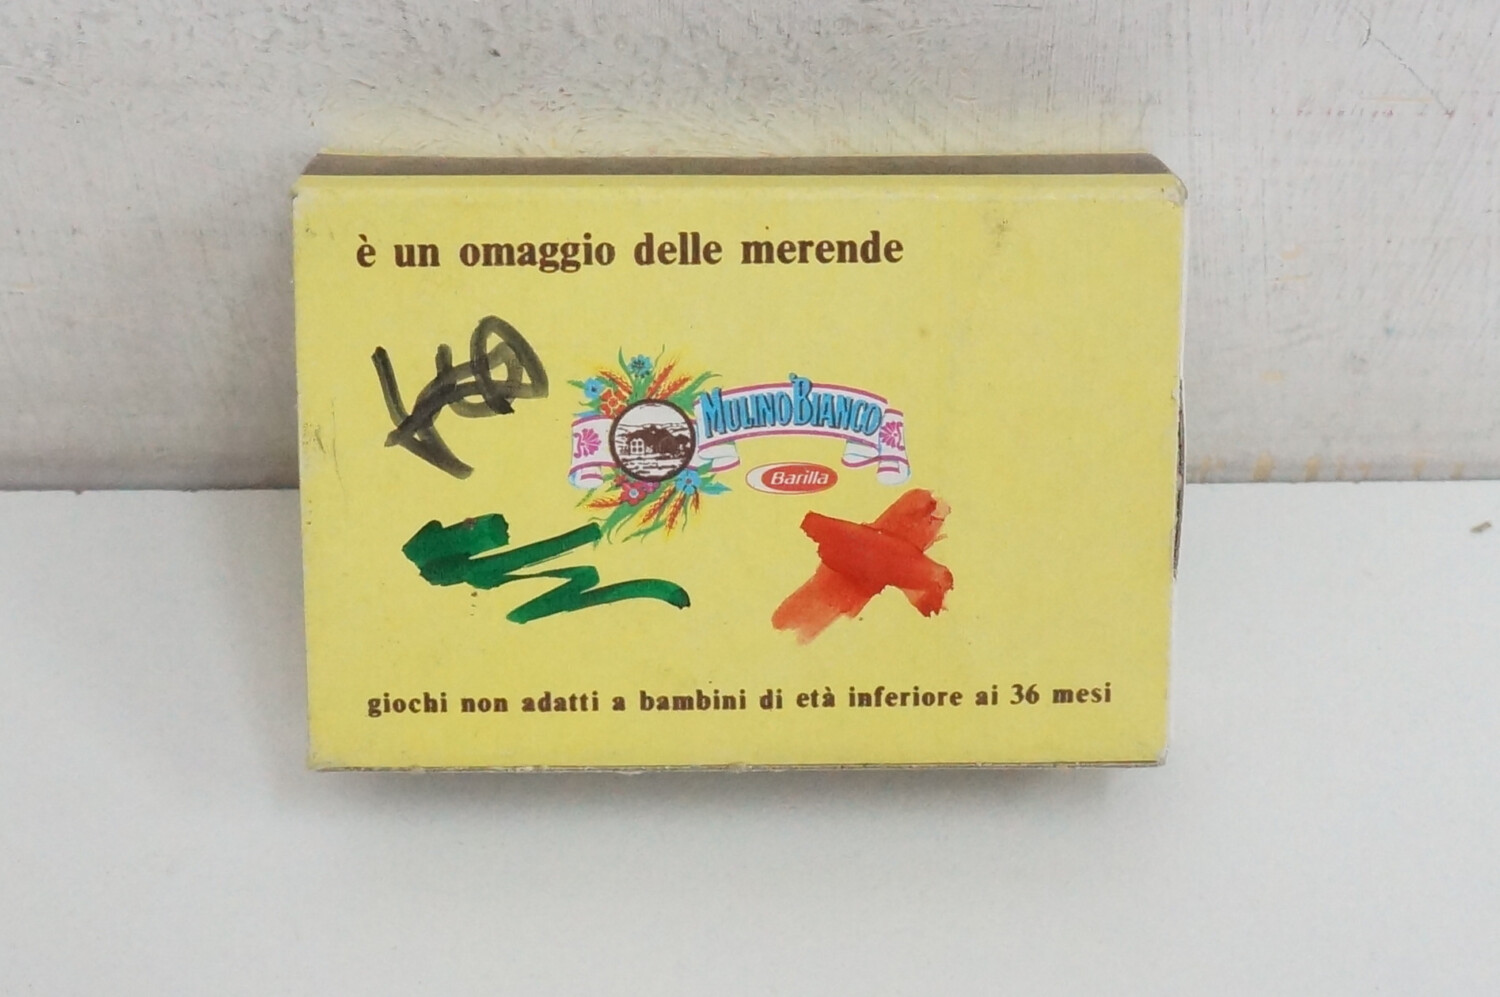 è un omaggio delle merende
MULINO BIANCO
Barilla
giochi non adatti a bambini di età inferiore ai 36 mesi